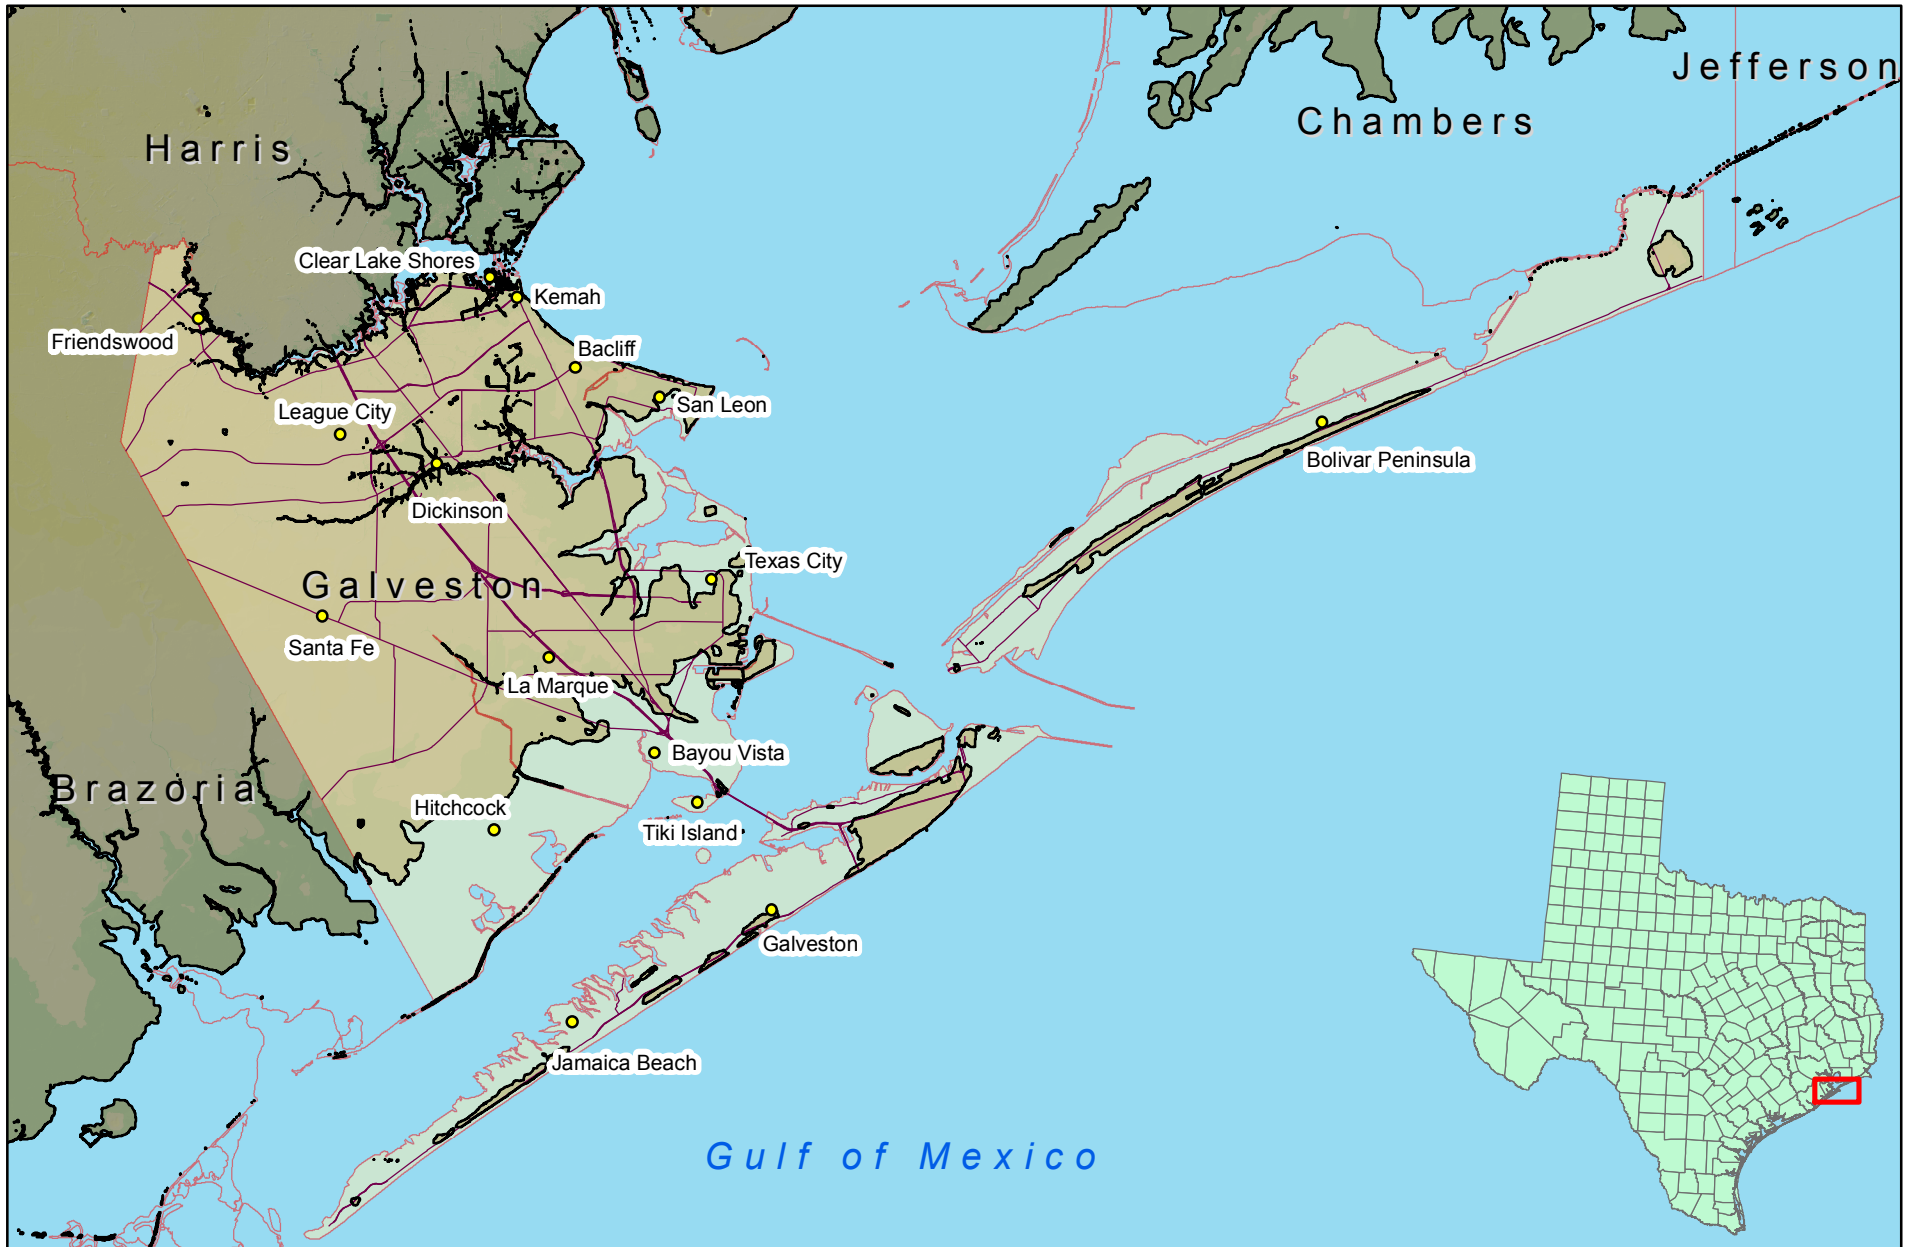 Jefferson
Chambers
Harris
Clear Lake Shores
Kemah
Friendswood
Bacliff
San Leon
League City
Bolivar Peninsula
Dickinson
Texas City
Galveston
Santa Fe
La Marque
Bayou Vista
Brazoria
Hitchcock
Tiki Island
Galveston
Jamaica Beach
Gulf of Mexico